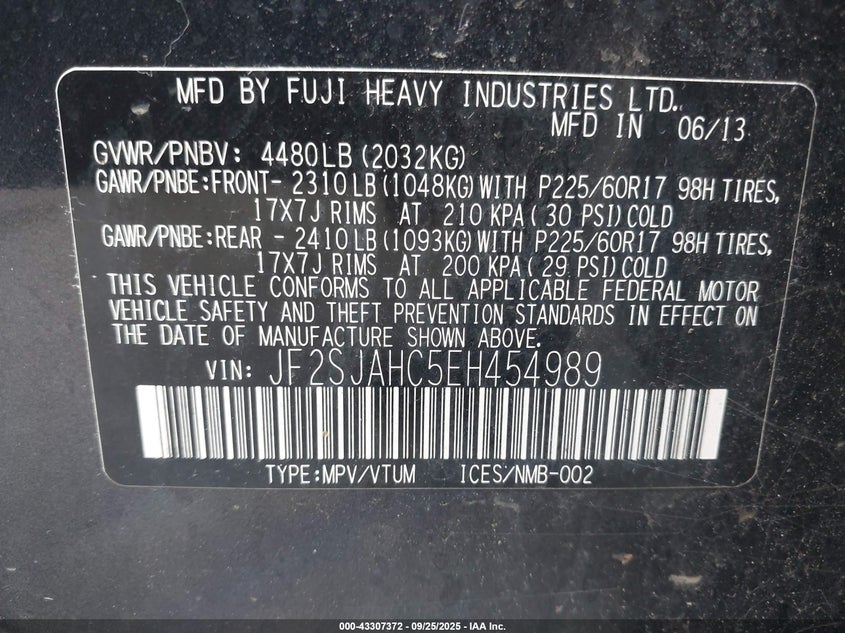 MFD BY FUJI HEAVY INDUSTRIES LTD.
MFD IN 06/13
GVWR/PNBV: 4480LB(2032KG)
GAWR/PNBE:FRONT- 2310LB(1048KG)WITH P225/60R17 98H TIRES,
17X7J RIMS AT 210 KPA(30 PSI)COLD
GAWR/PNBE:REAR - 2410LB(1093KG)WITH P225/60R17 98H TIRES,
17X7J RIMS AT 200 KPA(29 PSI)COLD
THIS VEHICLE CONFORMS TO ALL APPLICABLE FEDERAL MOTOR
VEHICLE SAFETY AND THEFT PREVENTION STANDARDS IN EFFECT ON
THE DATE OF MANUFACTURE SHOWN ABOVE.
VIN: JF2SJAHC5EH454989
TYPE:MPV/VTUM ICES/NMB-002
000-43307372 - 09/25/2025 - IAA Inc.